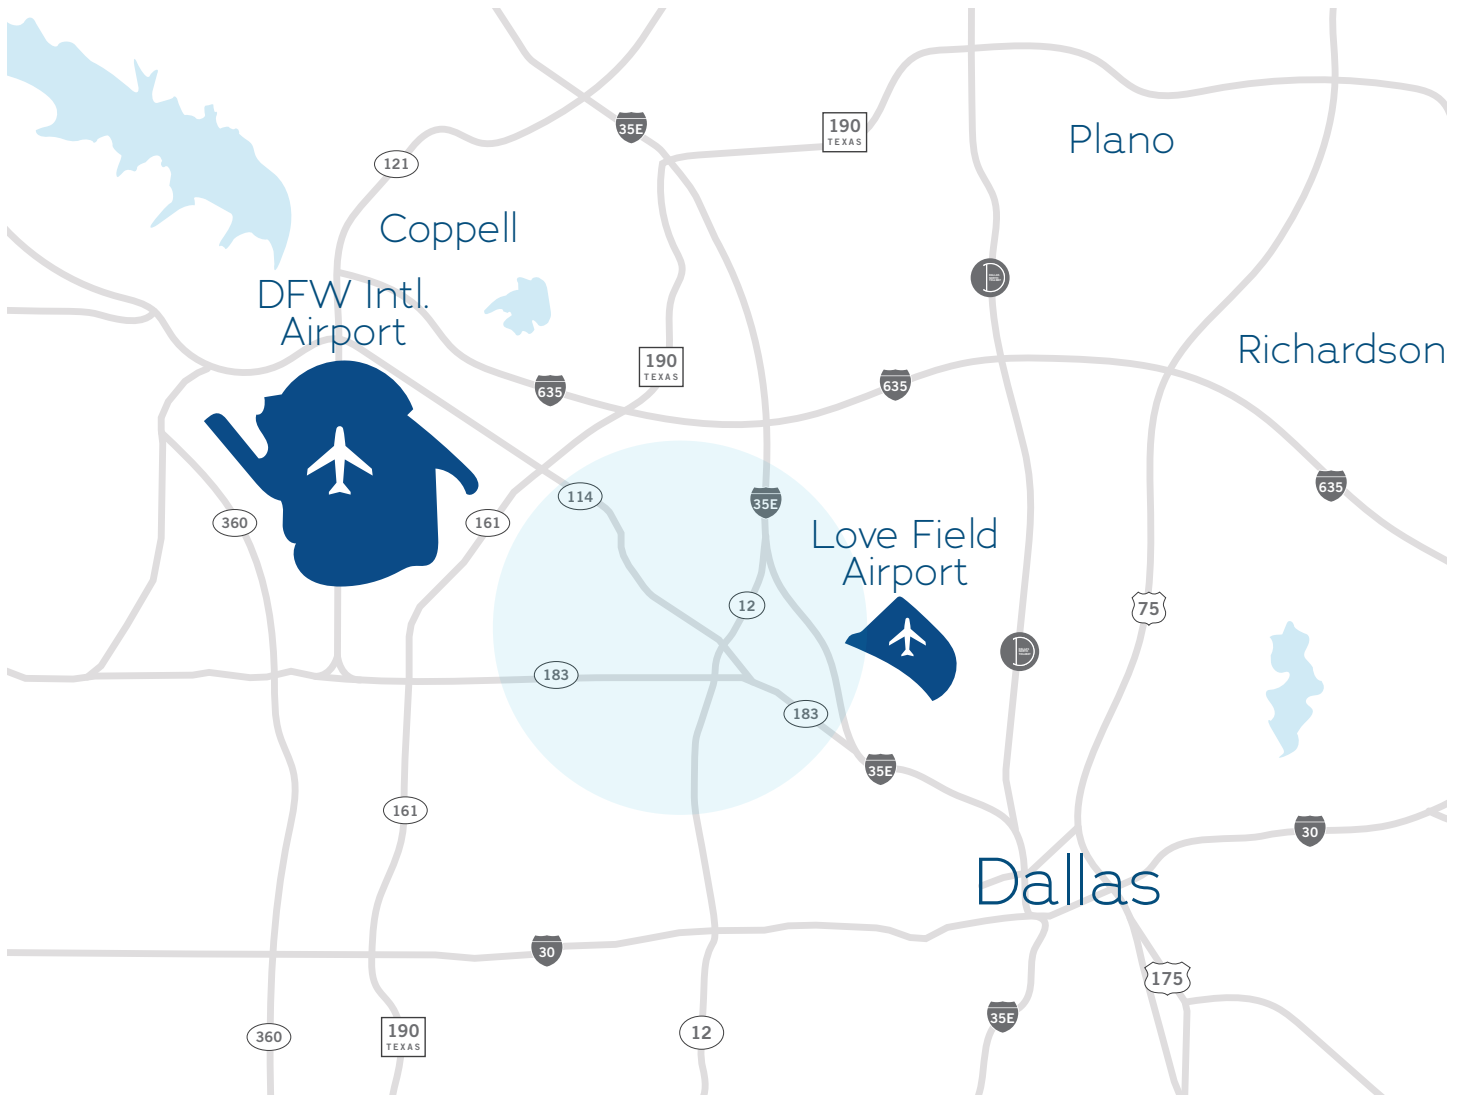 35E
190
TEXAS
Plano
121
Coppell
DFW Intl.
Airport
Richardson
190
TEXAS
635
635
635
114
35E
360
161
Love Field
Airport
12
75
183
183
35E
161
30
Dallas
30
175
35E
360
190
TEXAS
12